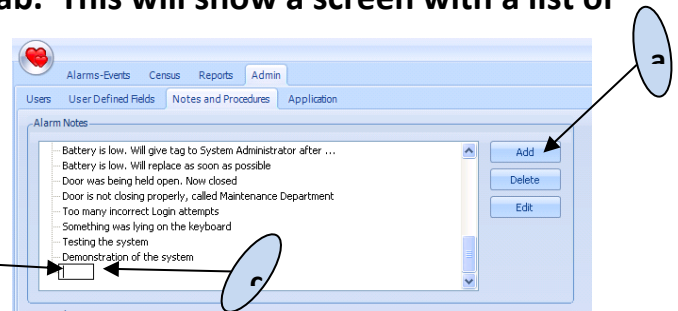 ab. This will show a screen with a list of
Alarms-Events Census Reports Admin
Users User Defined Fields Notes and Procedures Application
Alarm Notes
Battery is low. Will give tag to System Administrator after ...
Battery is low. Will replace as soon as possible
Door was being held open. Now closed
Door is not closing properly, called Maintenance Department
Too many incorrect Login attempts
Something was lying on the keyboard
Testing the system
Demonstration of the system
Add
Delete
Edit
a